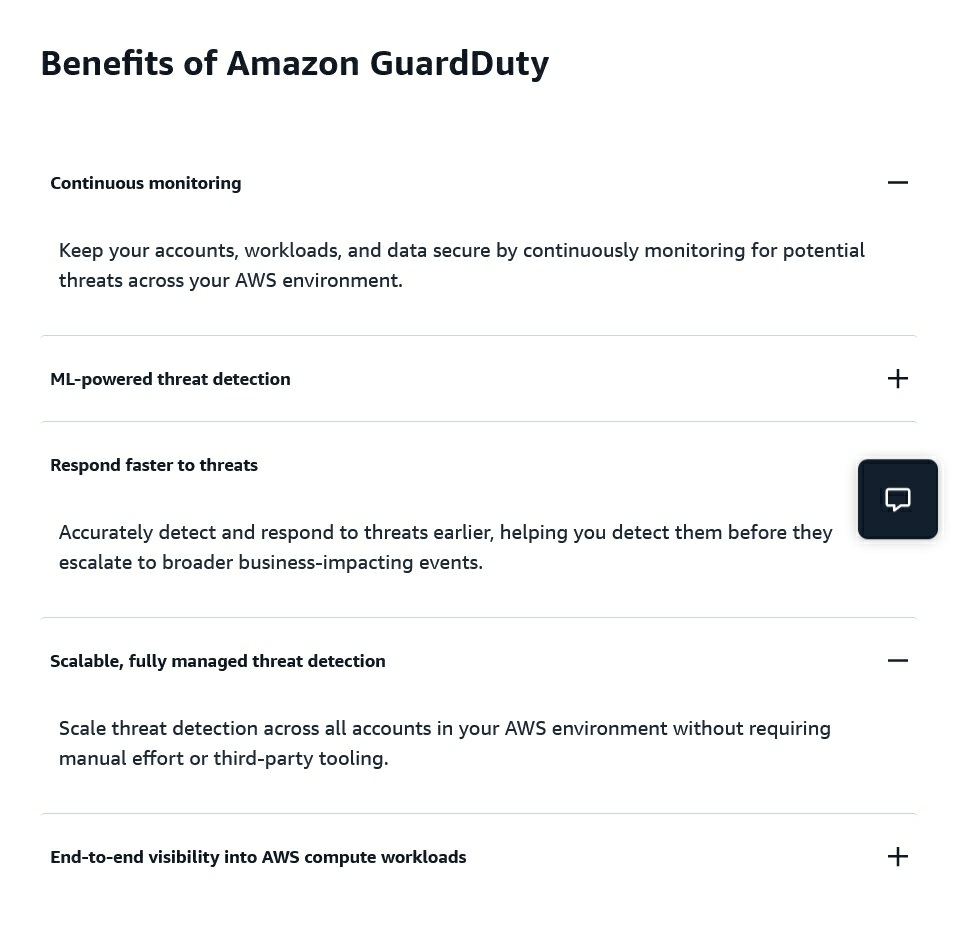 Benefits of Amazon GuardDuty
Continuous monitoring
Keep your accounts, workloads, and data secure by continuously monitoring for potential
threats across your AWS environment.
ML-powered threat detection
Respond faster to threats
Accurately detect and respond to threats earlier, helping you detect them before they
escalate to broader business-impacting events.
Scalable, fully managed threat detection
Scale threat detection across all accounts in your AWS environment without requiring
manual effort or third-party tooling.
End-to-end visibility into AWS compute workloads